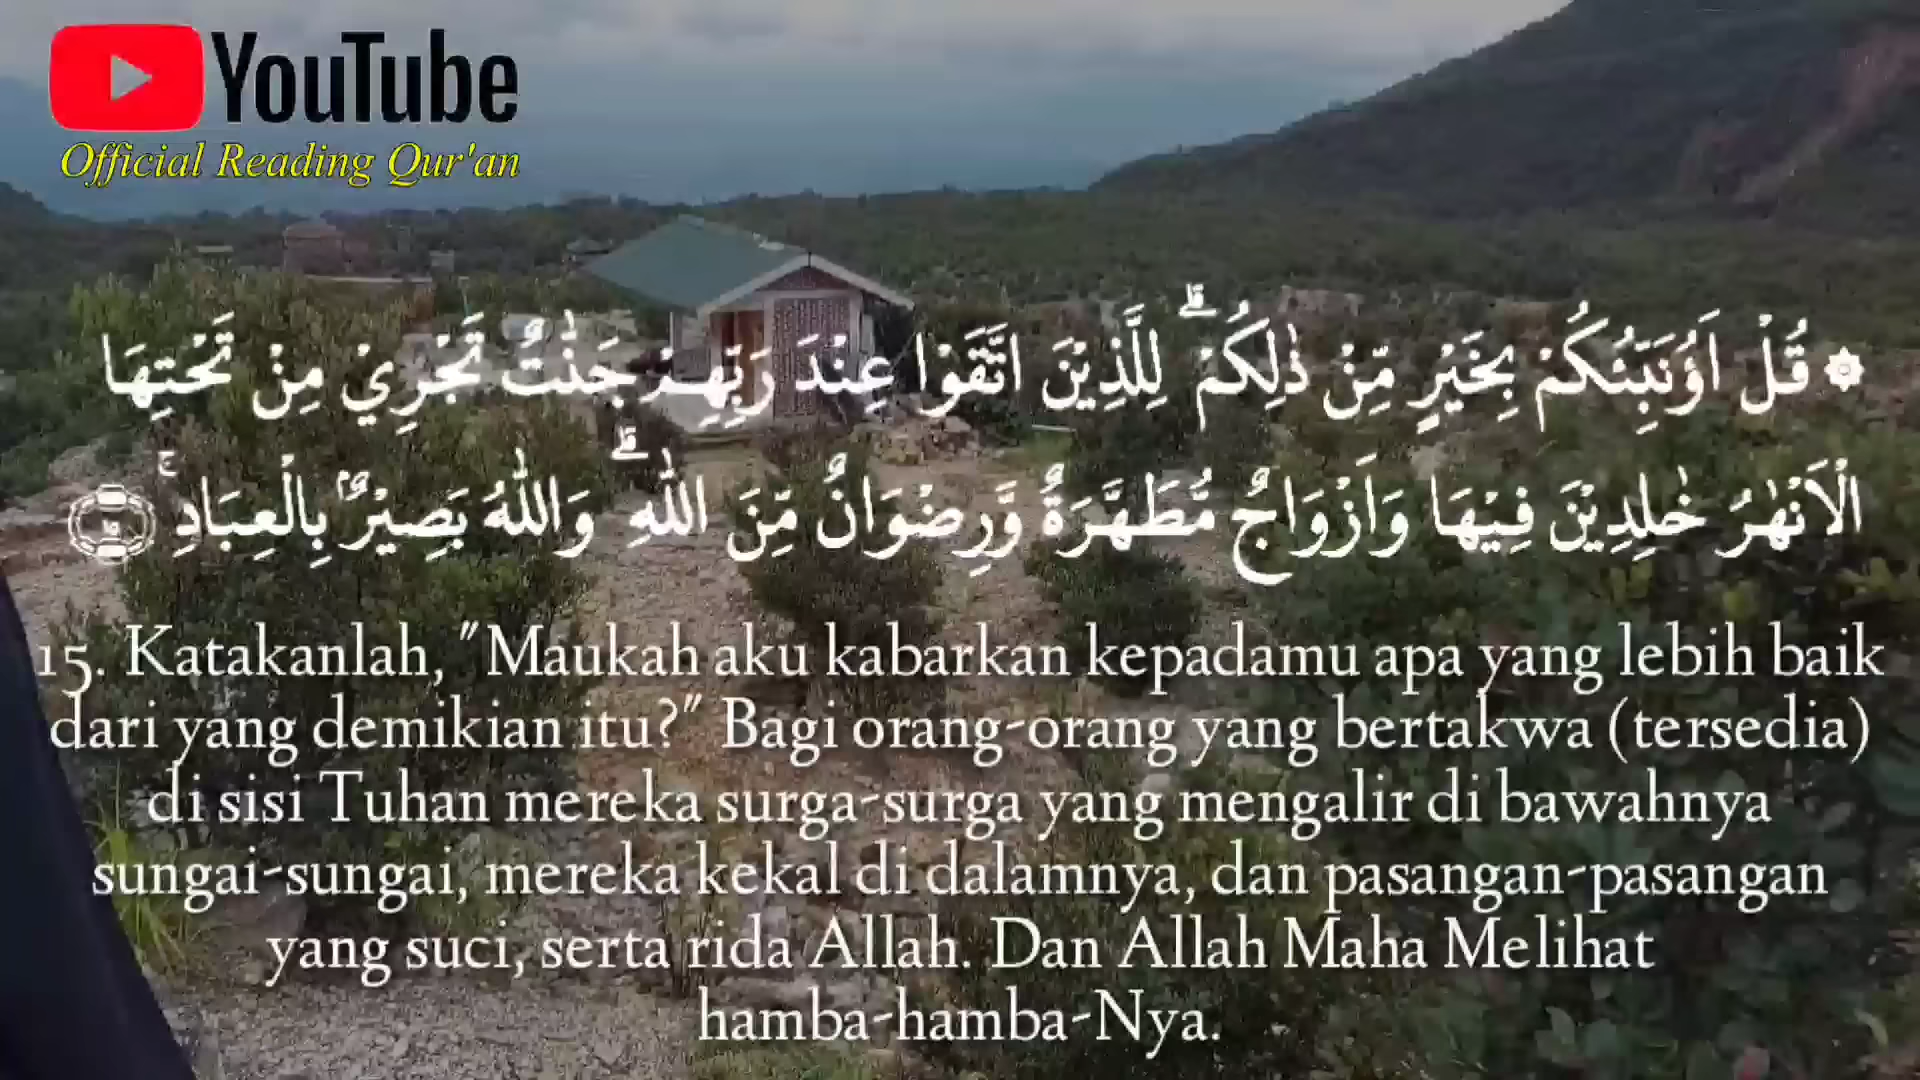 YouTube
Official Reading Qur'an
۞ قُلْ اَؤُنَبِّئُكُمْ بِخَيْرٍ مِّنْ ذٰلِكُمْۗ لِلَّذِيْنَ اتَّقَوْا عِنْدَ رَبِّهِمْ جَنّٰتٌ تَجْرِيْ مِنْ تَحْتِهَا
الْاَنْهٰرُ خٰلِدِيْنَ فِيْهَا وَاَزْوَاجٌ مُّطَهَّرَةٌ وَّرِضْوَانٌ مِّنَ اللّٰهِۗ وَاللّٰهُ بَصِيْرٌۢ بِالْعِبَادِۚ ۝١٥
15. Katakanlah, "Maukah aku kabarkan kepadamu apa yang lebih baik
dari yang demikian itu?" Bagi orang-orang yang bertakwa (tersedia)
di sisi Tuhan mereka surga-surga yang mengalir di bawahnya
sungai-sungai, mereka kekal di dalamnya, dan pasangan-pasangan
yang suci, serta rida Allah. Dan Allah Maha Melihat
hamba-hamba-Nya.